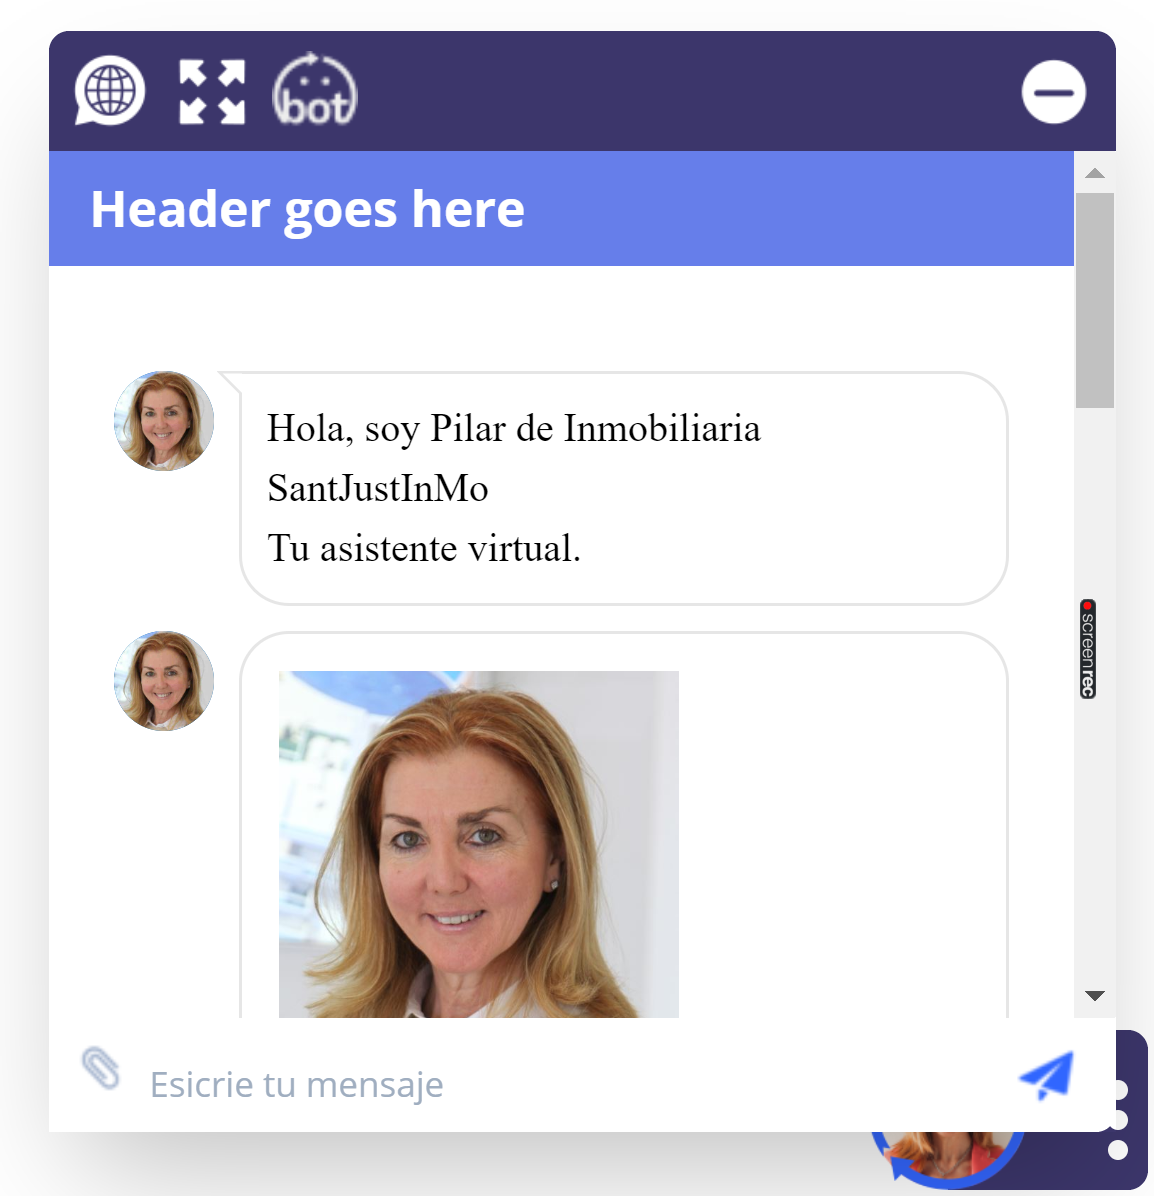 bot
Header goes here
Hola, soy Pilar de Inmobiliaria
SantJustInMo
Tu asistente virtual.
screenrec
Esicrie tu mensaje